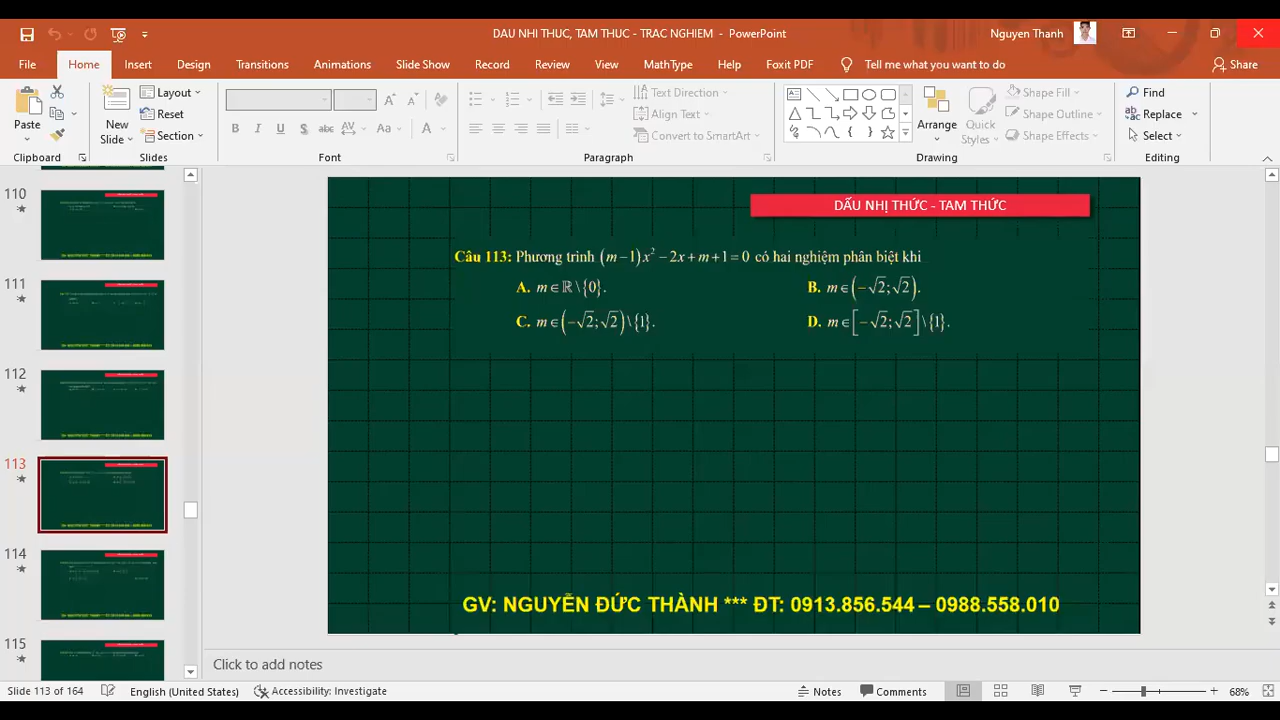 DAU NHI THUC, TAM THUC - TRAC NGHIEM - PowerPoint
Nguyen Thanh
File Home Insert Design Transitions Animations Slide Show Record Review View MathType Help Foxit PDF Tell me what you want to do Share
Paste
New Slide
Layout
Reset
Section
Text Direction
Align Text
Convert to SmartArt
Arrange
Quick Styles
Shape Fill
Shape Outline
Shape Effects
Find
Replace
Select
Clipboard Slides Font Paragraph Drawing Editing
110
111
112
113
114
115
DẤU NHỊ THỨC - TAM THỨC
Câu 113: Phương trình (m−1)x²−2x+m+1=0 có hai nghiệm phân biệt khi
A. m∈ℝ\{0}. B. m∈(−√2;√2).
C. m∈(−√2;√2)\{1}. D. m∈[−√2;√2]\{1}.
GV: NGUYỄN ĐỨC THÀNH *** ĐT: 0913.856.544 – 0988.558.010
Click to add notes
Slide 113 of 164 English (United States) Accessibility: Investigate Notes Comments 68%